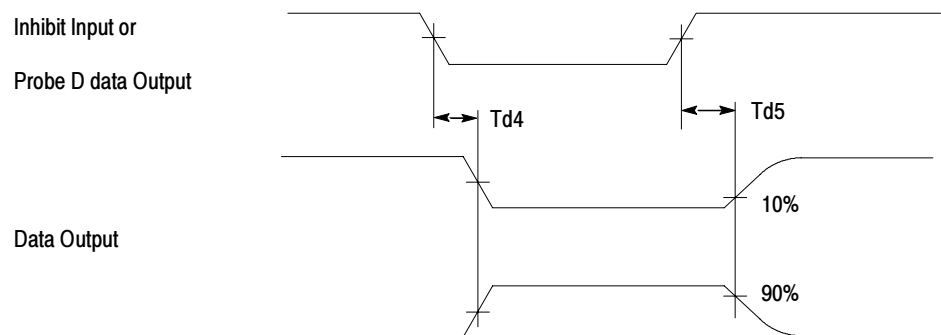 Inhibit Input or
Probe D data Output
Td4
Td5
10%
Data Output
90%